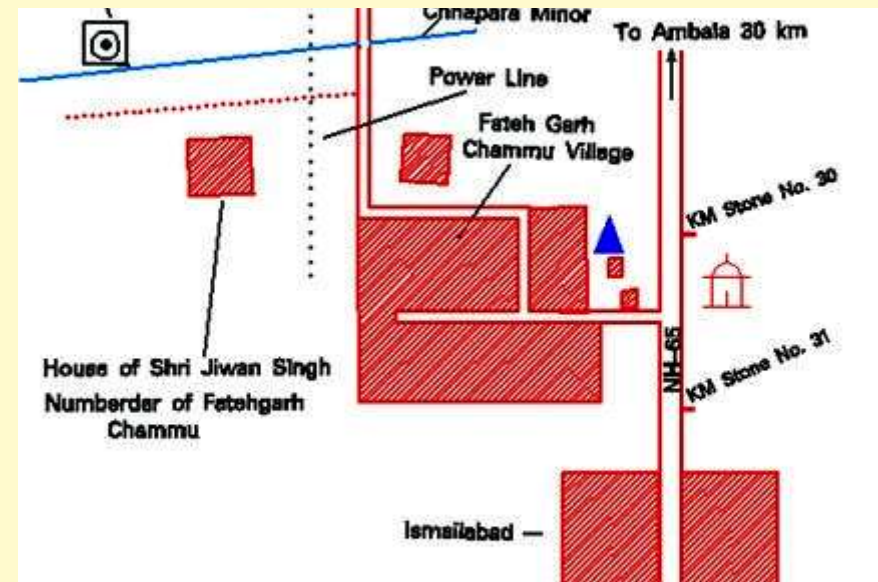 Chhapara Minor
To Ambala 30 km
Power Line
Fateh Garh
Chammu Village
KM Stone No. 30
House of Shri Jiwan Singh
Numberdar of Fatehgarh
Chammu
NH-65
KM Stone No. 31
Ismailabad